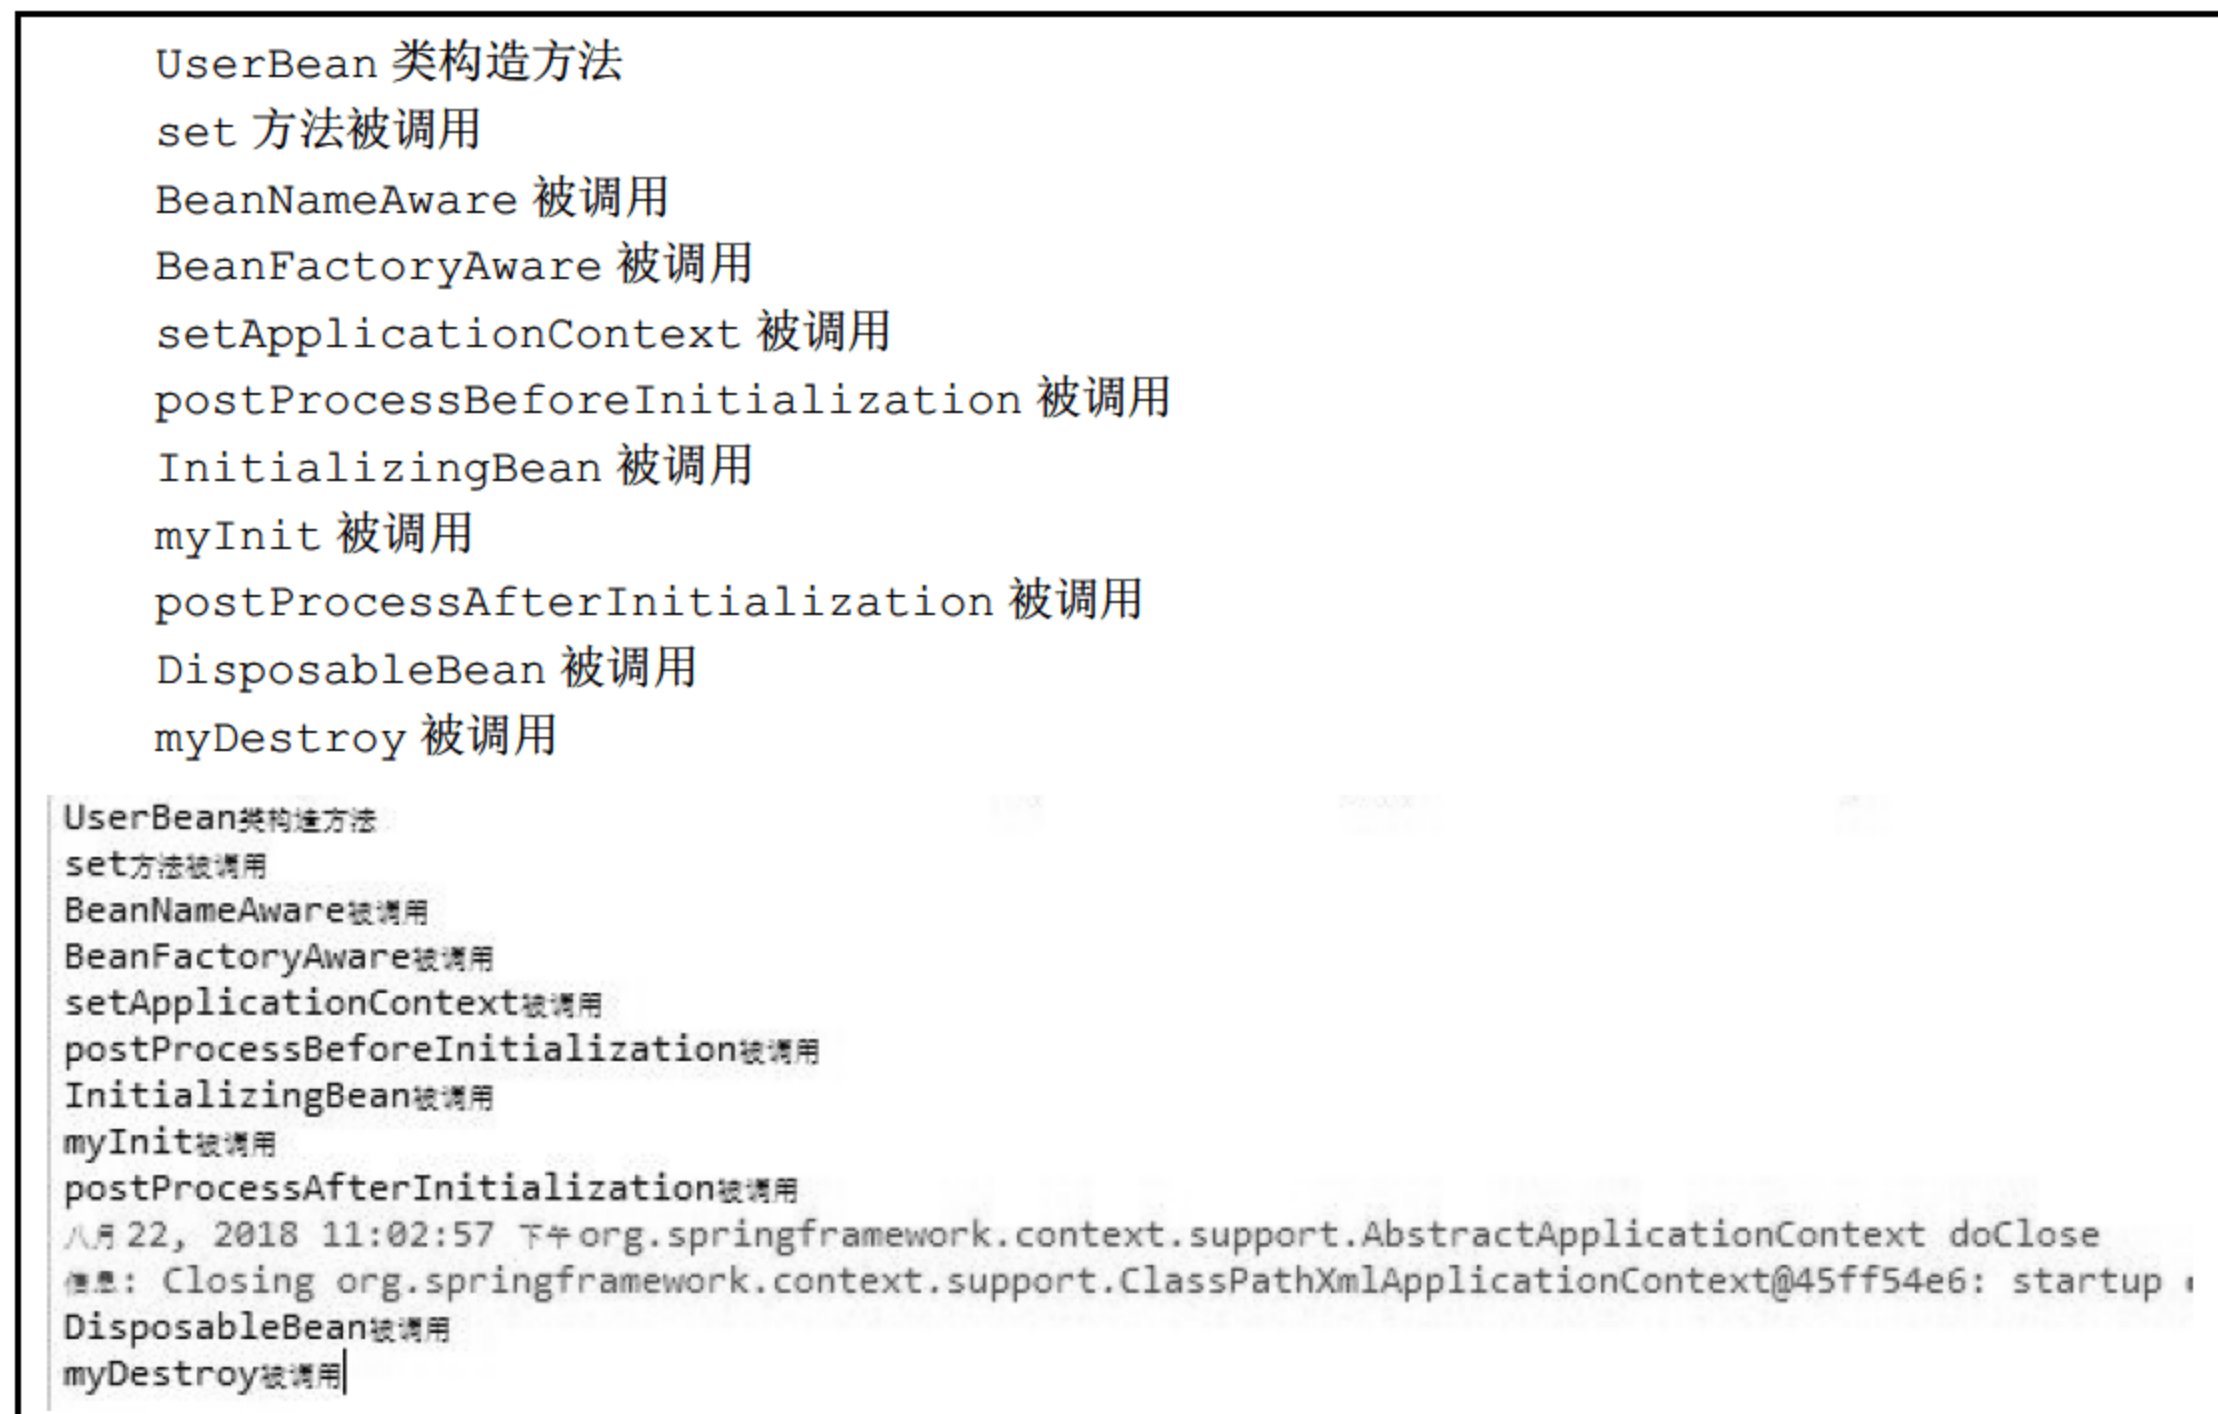 UserBean 类构造方法
set 方法被调用
BeanNameAware 被调用
BeanFactoryAware 被调用
setApplicationContext 被调用
postProcessBeforeInitialization 被调用
InitializingBean 被调用
myInit 被调用
postProcessAfterInitialization 被调用
DisposableBean 被调用
myDestroy 被调用
UserBean类构造方法
set方法被调用
BeanNameAware被调用
BeanFactoryAware被调用
setApplicationContext被调用
postProcessBeforeInitialization被调用
InitializingBean被调用
myInit被调用
postProcessAfterInitialization被调用
八月 22, 2018 11:02:57 下午 org.springframework.context.support.AbstractApplicationContext doClose
信息: Closing org.springframework.context.support.ClassPathXmlApplicationContext@45ff54e6: startup
DisposableBean被调用
myDestroy被调用